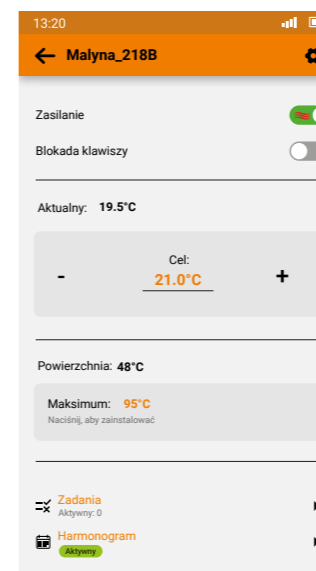 13:20
Malyna_218B
Zasilanie
Blokada klawiszy
Aktualny: 19.5°C
Cel:
- 21.0°C +
Powierzchnia: 48°C
Maksimum: 95°C
Naciśnij, aby zainstalować
Zadania
Aktywny: 0
Harmonogram
Aktywny